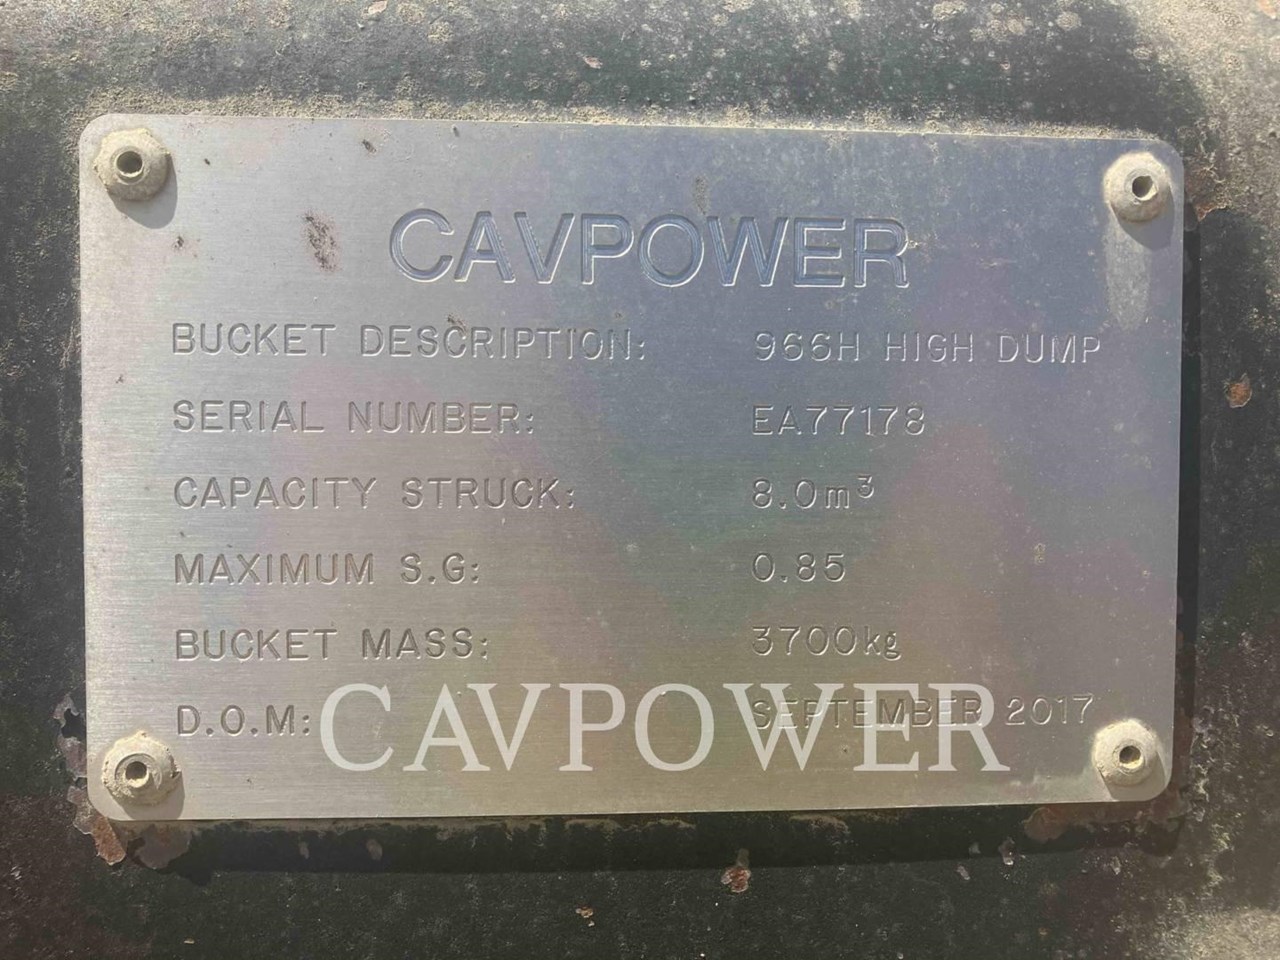 CAVPOWER
BUCKET DESCRIPTION: 966H HIGH DUMP
SERIAL NUMBER: EA77178
CAPACITY STRUCK: 8.0m³
MAXIMUM S.G: 0.85
BUCKET MASS: 3700kg
D.O.M: SEPTEMBER 2017
CAVPOWER